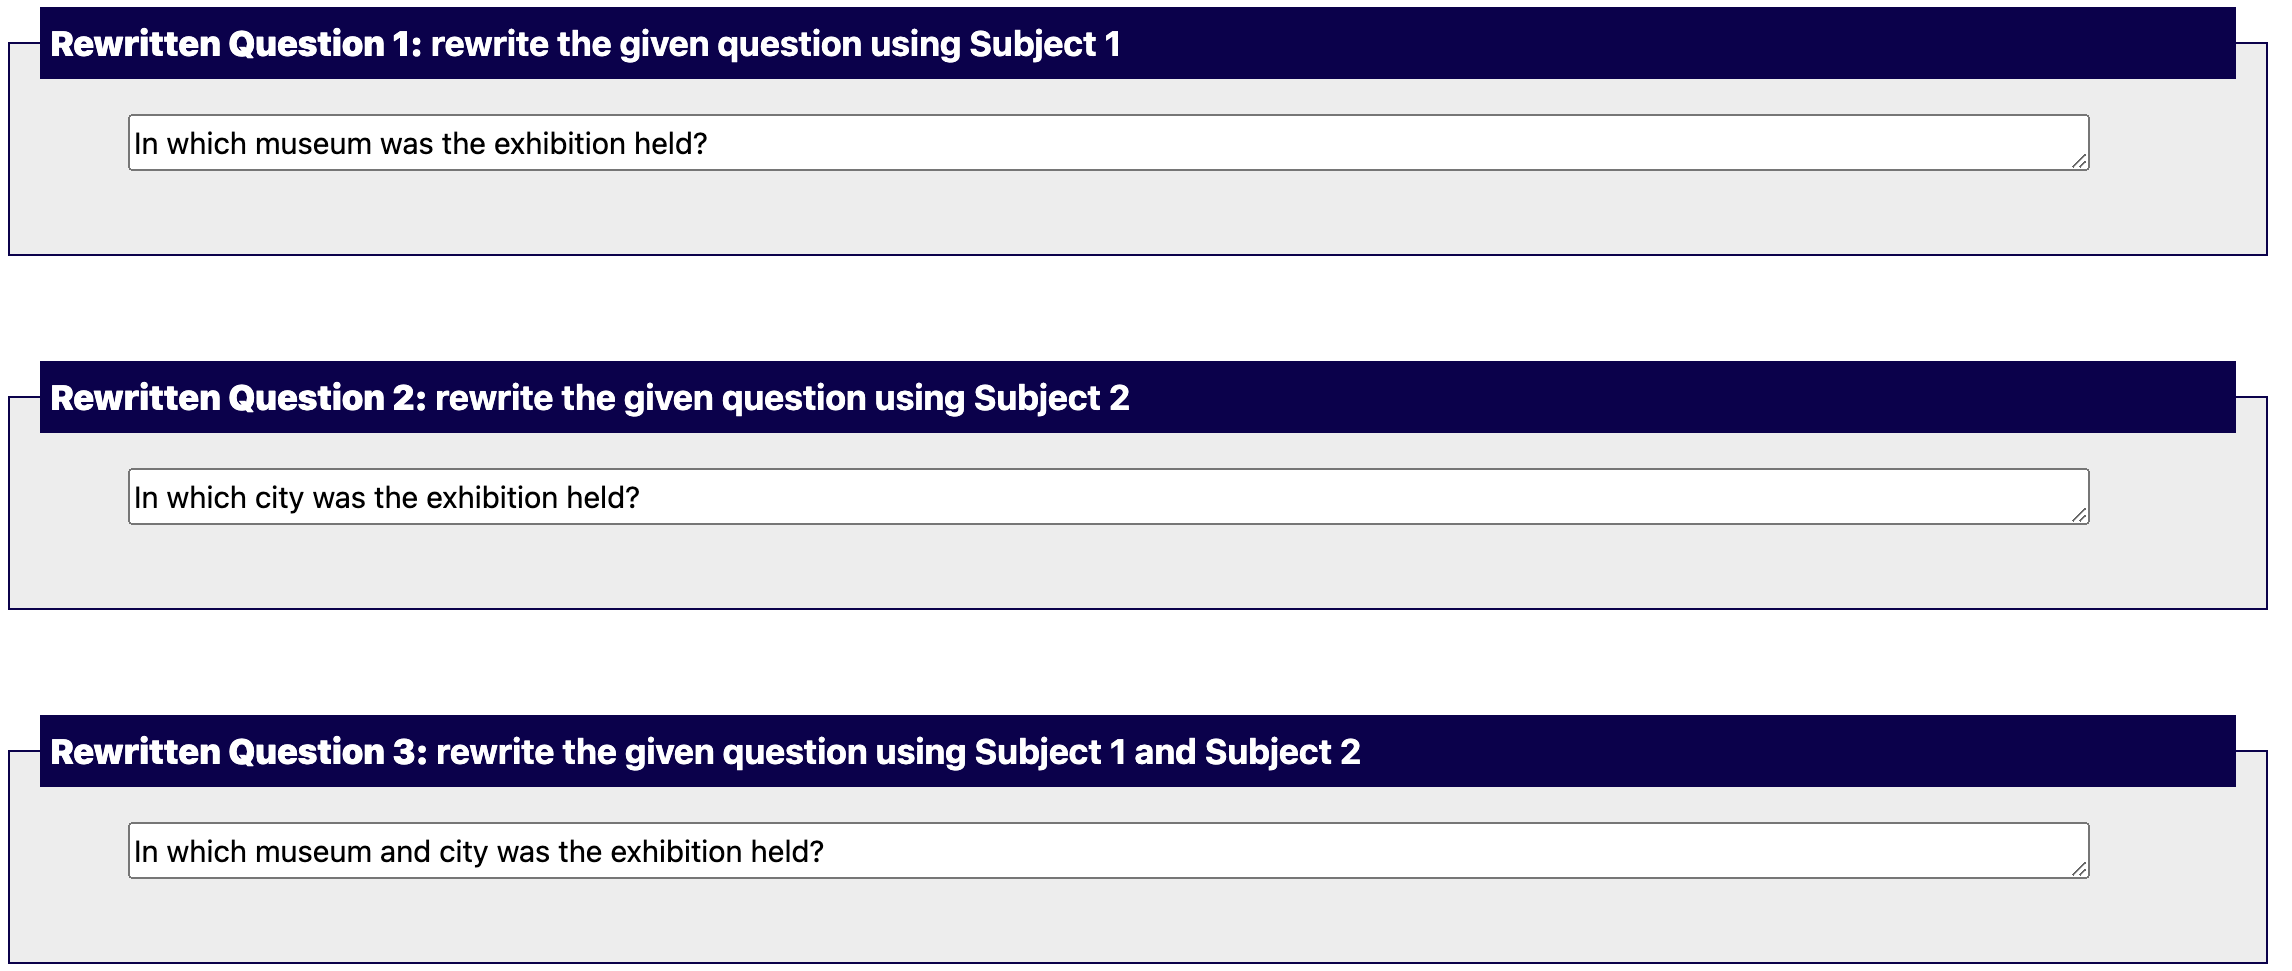 Rewritten Question 1: rewrite the given question using Subject 1
In which museum was the exhibition held?
Rewritten Question 2: rewrite the given question using Subject 2
In which city was the exhibition held?
Rewritten Question 3: rewrite the given question using Subject 1 and Subject 2
In which museum and city was the exhibition held?